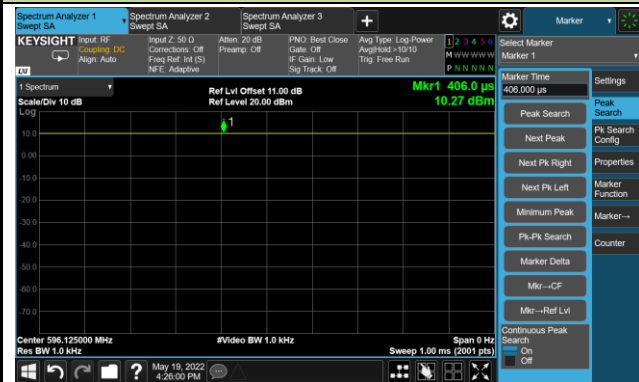 Spectrum Analyzer 1
Swept SA
Spectrum Analyzer 2
Swept SA
Spectrum Analyzer 3
Swept SA
+
Marker
KEYSIGHT
Input: RF
Coupling: DC
Align: Auto
Input Z: 50 Ω
Corrections: Off
Freq Ref: Int (S)
NFE: Adaptive
Atten: 20 dB
Preamp: Off
PNO: Best Close
Gate: Off
IF Gain: Low
Sig Track: Off
Avg Type: Log-Power
Avg|Hold:>10/10
Trig: Free Run
1 2 3 4 5 6
M W W W W W
P N N N N N
LXI
Select Marker
Marker 1
1 Spectrum
Scale/Div 10 dB
Log
Ref Lvl Offset 11.00 dB
Ref Level 20.00 dBm
Mkr1 406.0 µs
10.27 dBm
1
10.0
0.00
-10.0
-20.0
-30.0
-40.0
-50.0
-60.0
-70.0
Center 596.125000 MHz
Res BW 1.0 kHz
#Video BW 1.0 kHz
Span 0 Hz
Sweep 1.00 ms (2001 pts)
Marker Time
406.000 µs
Peak Search
Next Peak
Next Pk Right
Next Pk Left
Minimum Peak
Pk-Pk Search
Marker Delta
Mkr→CF
Mkr→Ref Lvl
Continuous Peak
Search
On
Off
Settings
Peak
Search
Pk Search
Config
Properties
Marker
Function
Marker→
Counter
?
May 19, 2022
4:26:00 PM